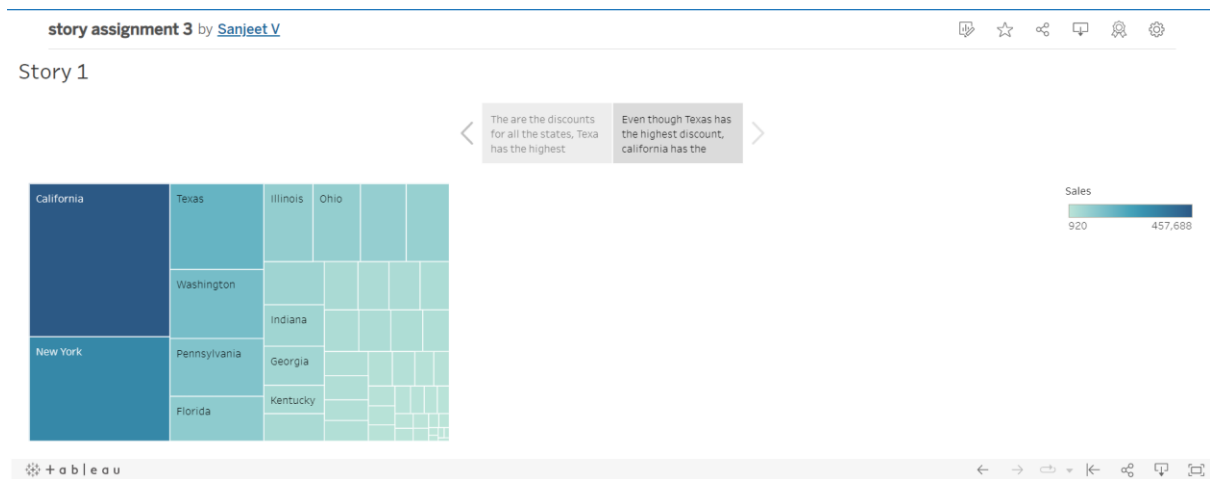 story assignment 3 by Sanjeet V
Story 1
The are the discounts
for all the states, Texa
has the highest
Even though Texas has
the highest discount,
california has the
California
Texas
Illinois
Ohio
Washington
Indiana
New York
Pennsylvania
Georgia
Kentucky
Florida
Sales
920
457,688
+ a b | e a u